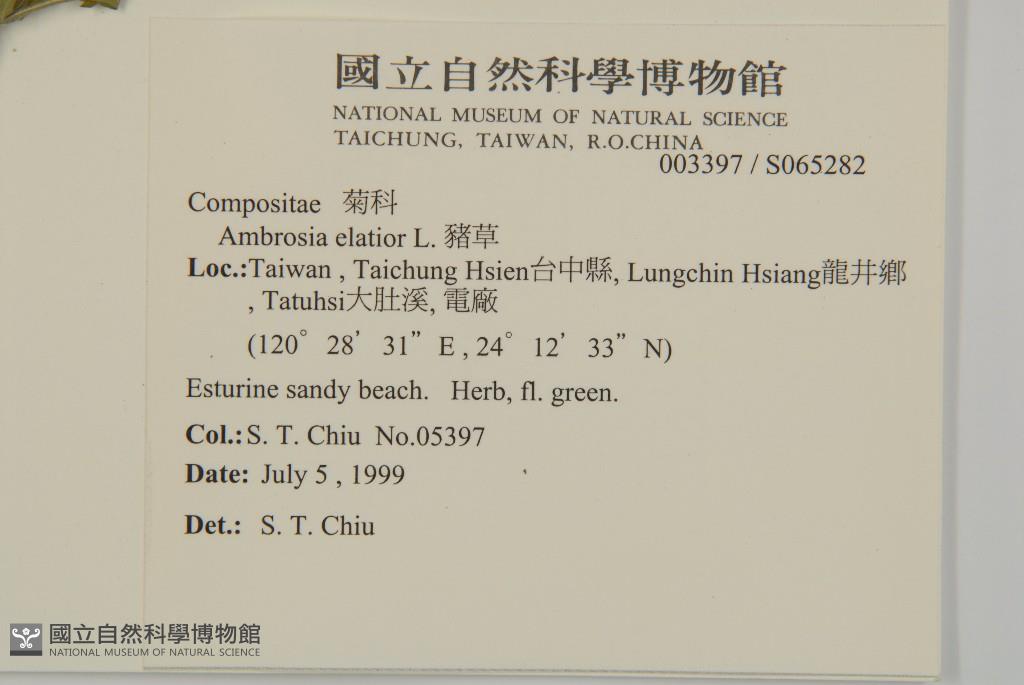 國立自然科學博物館
NATIONAL MUSEUM OF NATURAL SCIENCE
TAICHUNG, TAIWAN, R.O.CHINA
003397 / S065282
Compositae 菊科
Ambrosia elatior L. 豬草
Loc.:Taiwan , Taichung Hsien台中縣, Lungchin Hsiang龍井鄉
, Tatuhsi大肚溪, 電廠
(120° 28’ 31” E , 24° 12’ 33” N)
Esturine sandy beach. Herb, fl. green.
Col.:S. T. Chiu No.05397
Date: July 5 , 1999
Det.: S. T. Chiu
國立自然科學博物館
NATIONAL MUSEUM OF NATURAL SCIENCE